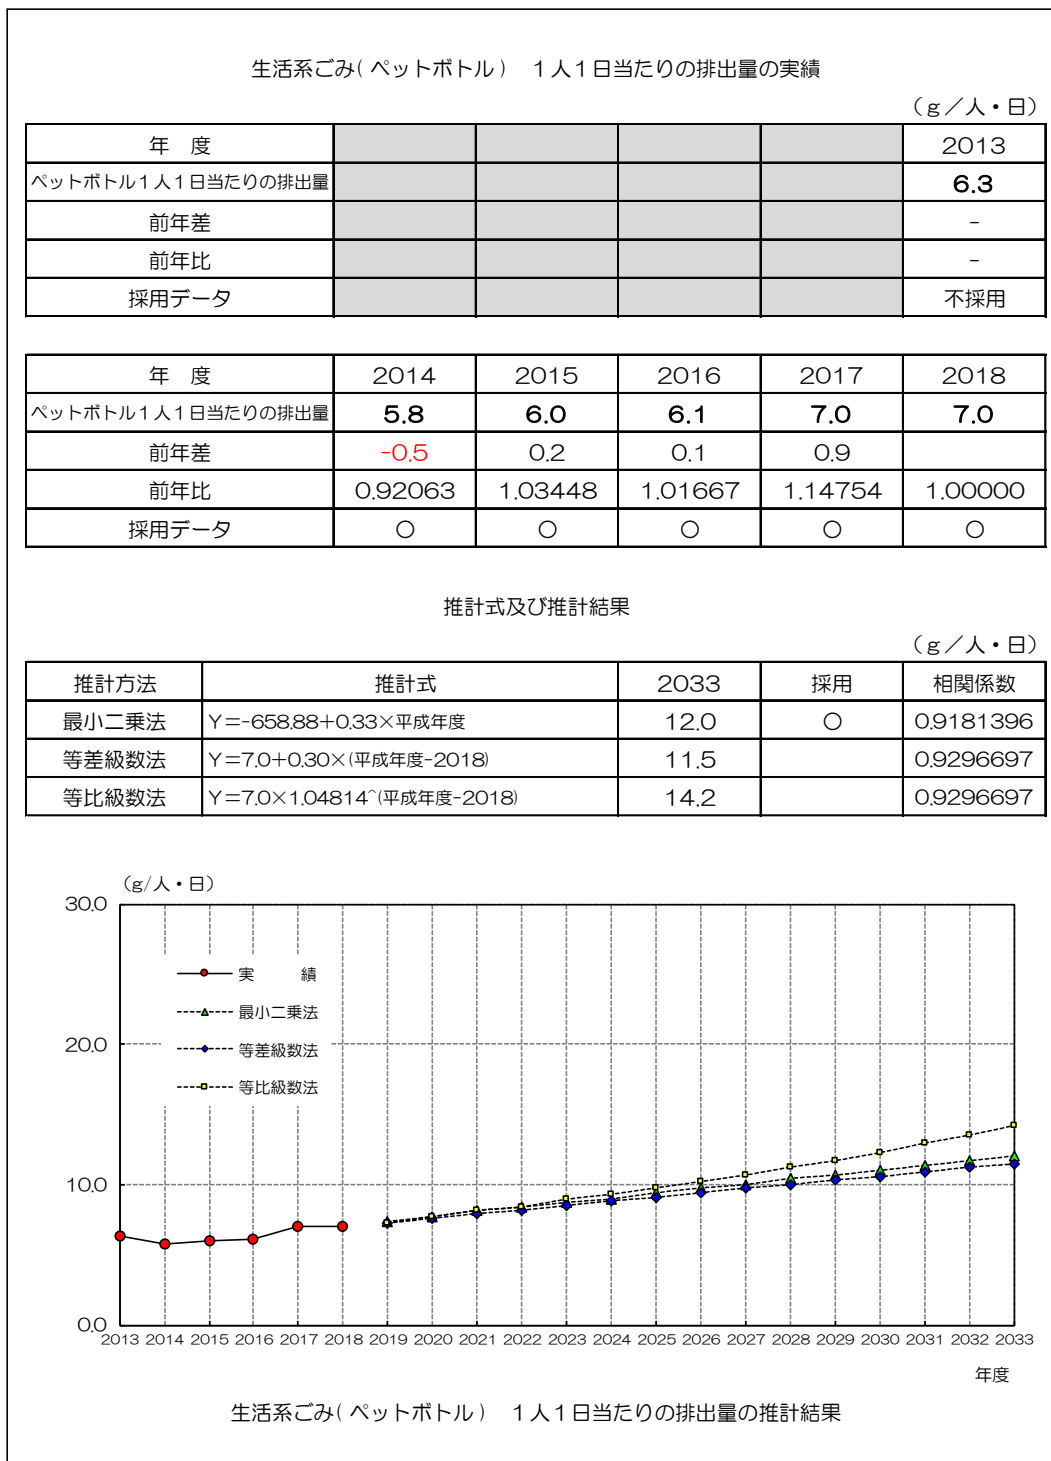 生活系ごみ(ペットボトル) 1人1日当たりの排出量の実績
(g/人・日)
年 度 2013
ペットボトル1人1日当たりの排出量 6.3
前年差 -
前年比 -
採用データ 不採用
年 度 2014 2015 2016 2017 2018
ペットボトル1人1日当たりの排出量 5.8 6.0 6.1 7.0 7.0
前年差 -0.5 0.2 0.1 0.9
前年比 0.92063 1.03448 1.01667 1.14754 1.00000
採用データ ○ ○ ○ ○ ○
推計式及び推計結果
(g/人・日)
推計方法 推計式 2033 採用 相関係数
最小二乗法 Y=-658.88+0.33×平成年度 12.0 ○ 0.9181396
等差級数法 Y=7.0+0.30×(平成年度-2018) 11.5 0.9296697
等比級数法 Y=7.0×1.04814^(平成年度-2018) 14.2 0.9296697
(g/人・日)
30.0
実 績
最小二乗法
20.0
等差級数法
等比級数法
10.0
0.0
2013 2014 2015 2016 2017 2018 2019 2020 2021 2022 2023 2024 2025 2026 2027 2028 2029 2030 2031 2032 2033
年度
生活系ごみ(ペットボトル) 1人1日当たりの排出量の推計結果